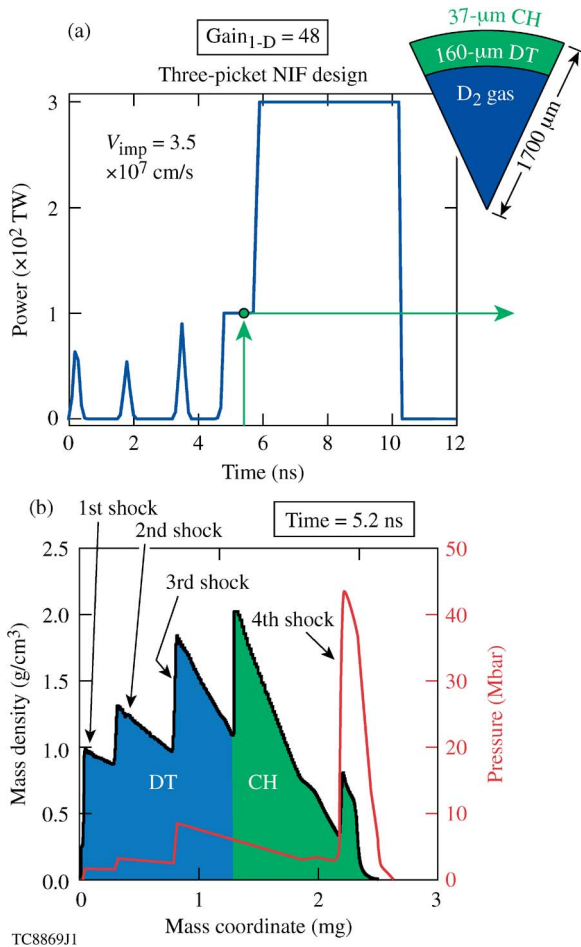 (a)
Gain1-D = 48
Three-picket NIF design
37-μm CH
160-μm DT
D2 gas
1700 μm
Vimp = 3.5
×10⁷ cm/s
Power (×10² TW)
3
2
1
0
0 2 4 6 8 10 12
Time (ns)
(b)
1st shock
2nd shock
3rd shock
4th shock
Time = 5.2 ns
Mass density (g/cm³)
2.5
2.0
1.5
1.0
0.5
0.0
DT
CH
50
40
30
20
10
0
Pressure (Mbar)
0 1 2 3
Mass coordinate (mg)
TC8869J1